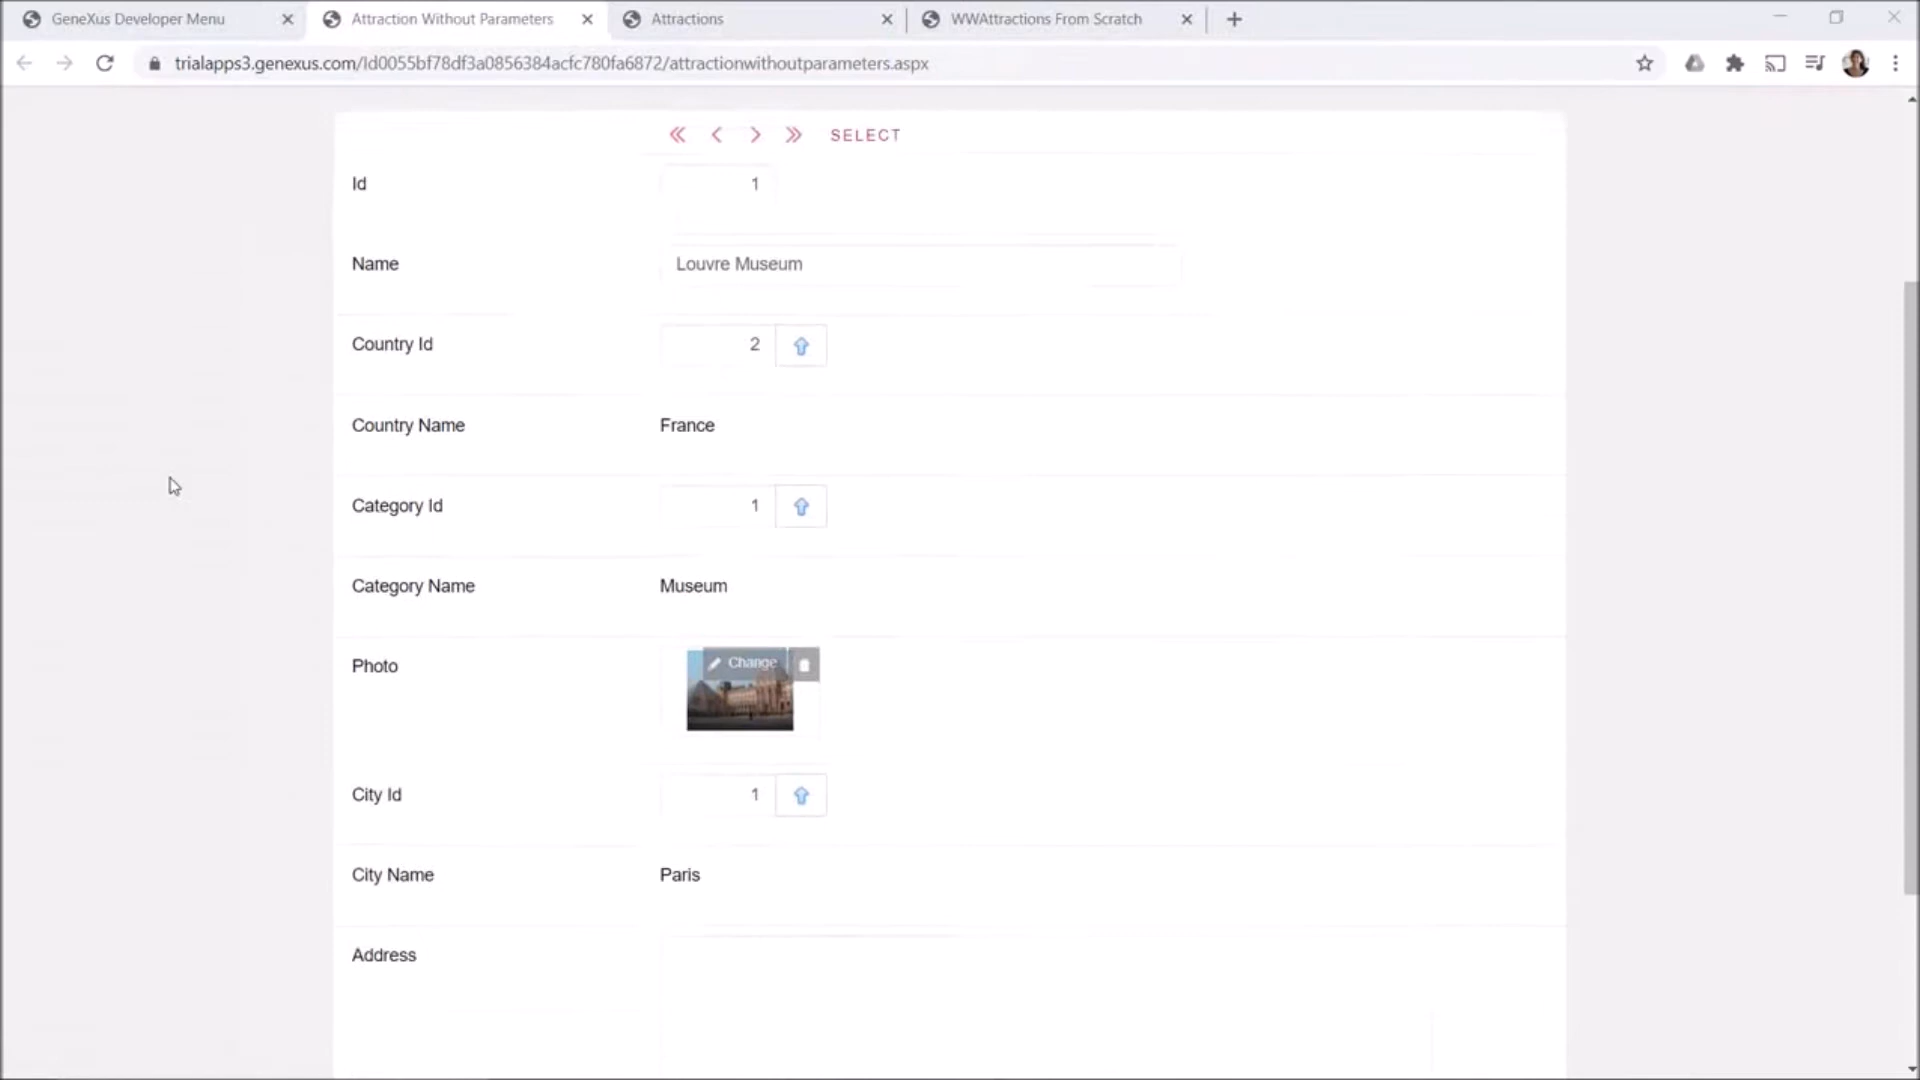 GeneXus Developer Menu
Attraction Without Parameters
Attractions
WWAttractions From Scratch
trialapps3.genexus.com/Id0055bf78df3a0856384acfc780fa6872/attractionwithoutparameters.aspx
SELECT
Id 1
Name Louvre Museum
Country Id 2
Country Name France
Category Id 1
Category Name Museum
Photo Change
City Id 1
City Name Paris
Address